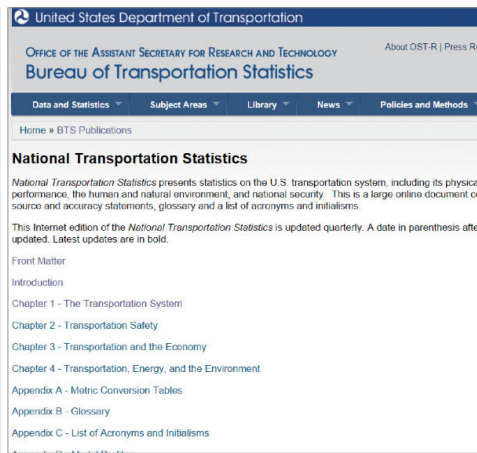 United States Department of Transportation
About OST-R | Press Re
OFFICE OF THE ASSISTANT SECRETARY FOR RESEARCH AND TECHNOLOGY
Bureau of Transportation Statistics
Data and Statistics Subject Areas Library News Policies and Methods
Home » BTS Publications
National Transportation Statistics
National Transportation Statistics presents statistics on the U.S. transportation system, including its physica
performance, the human and natural environment, and national security. This is a large online document co
source and accuracy statements, glossary and a list of acronyms and initialisms.
This Internet edition of the National Transportation Statistics is updated quarterly. A date in parenthesis afte
updated. Latest updates are in bold.
Front Matter
Introduction
Chapter 1 - The Transportation System
Chapter 2 - Transportation Safety
Chapter 3 - Transportation and the Economy
Chapter 4 - Transportation, Energy, and the Environment
Appendix A - Metric Conversion Tables
Appendix B - Glossary
Appendix C - List of Acronyms and Initialisms